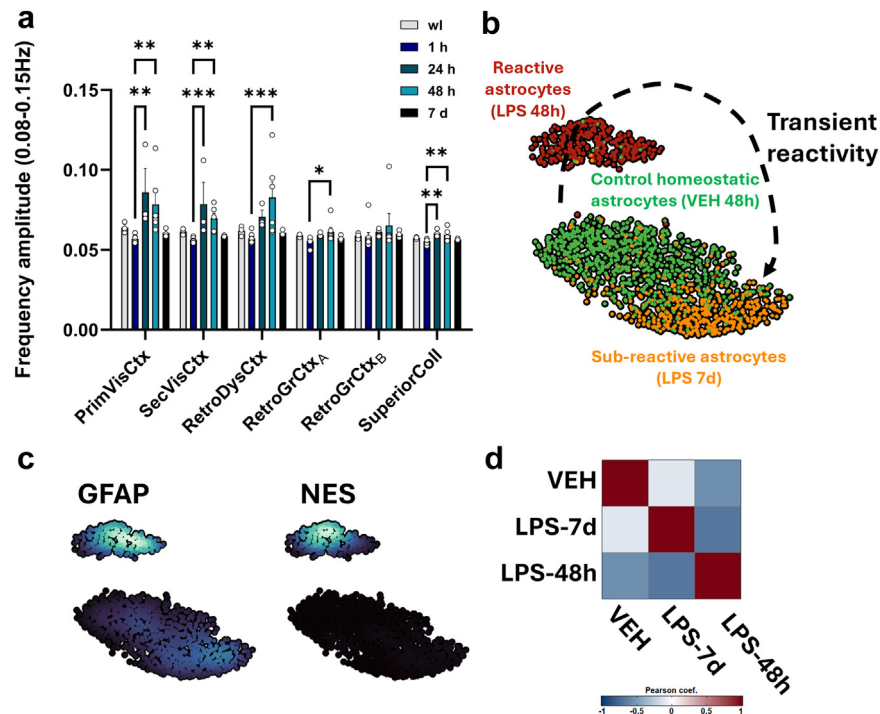 a
wl
1 h
24 h
48 h
7 d
Frequency amplitude (0.08-0.15Hz)
0.15
0.10
0.05
0.00
** ** *** * **
** *** **
PrimVisCtx
SecVisCtx
RetroDysCtx
RetroGrCtxA
RetroGrCtxB
SuperiorColl
b
Reactive
astrocytes
(LPS 48h)
Transient
reactivity
Control homeostatic
astrocytes (VEH 48h)
Sub-reactive astrocytes
(LPS 7d)
c
GFAP
NES
d
VEH
LPS-7d
LPS-48h
VEH
LPS-7d
LPS-48h
Pearson coef.
-1 -0.5 0 0.5 1